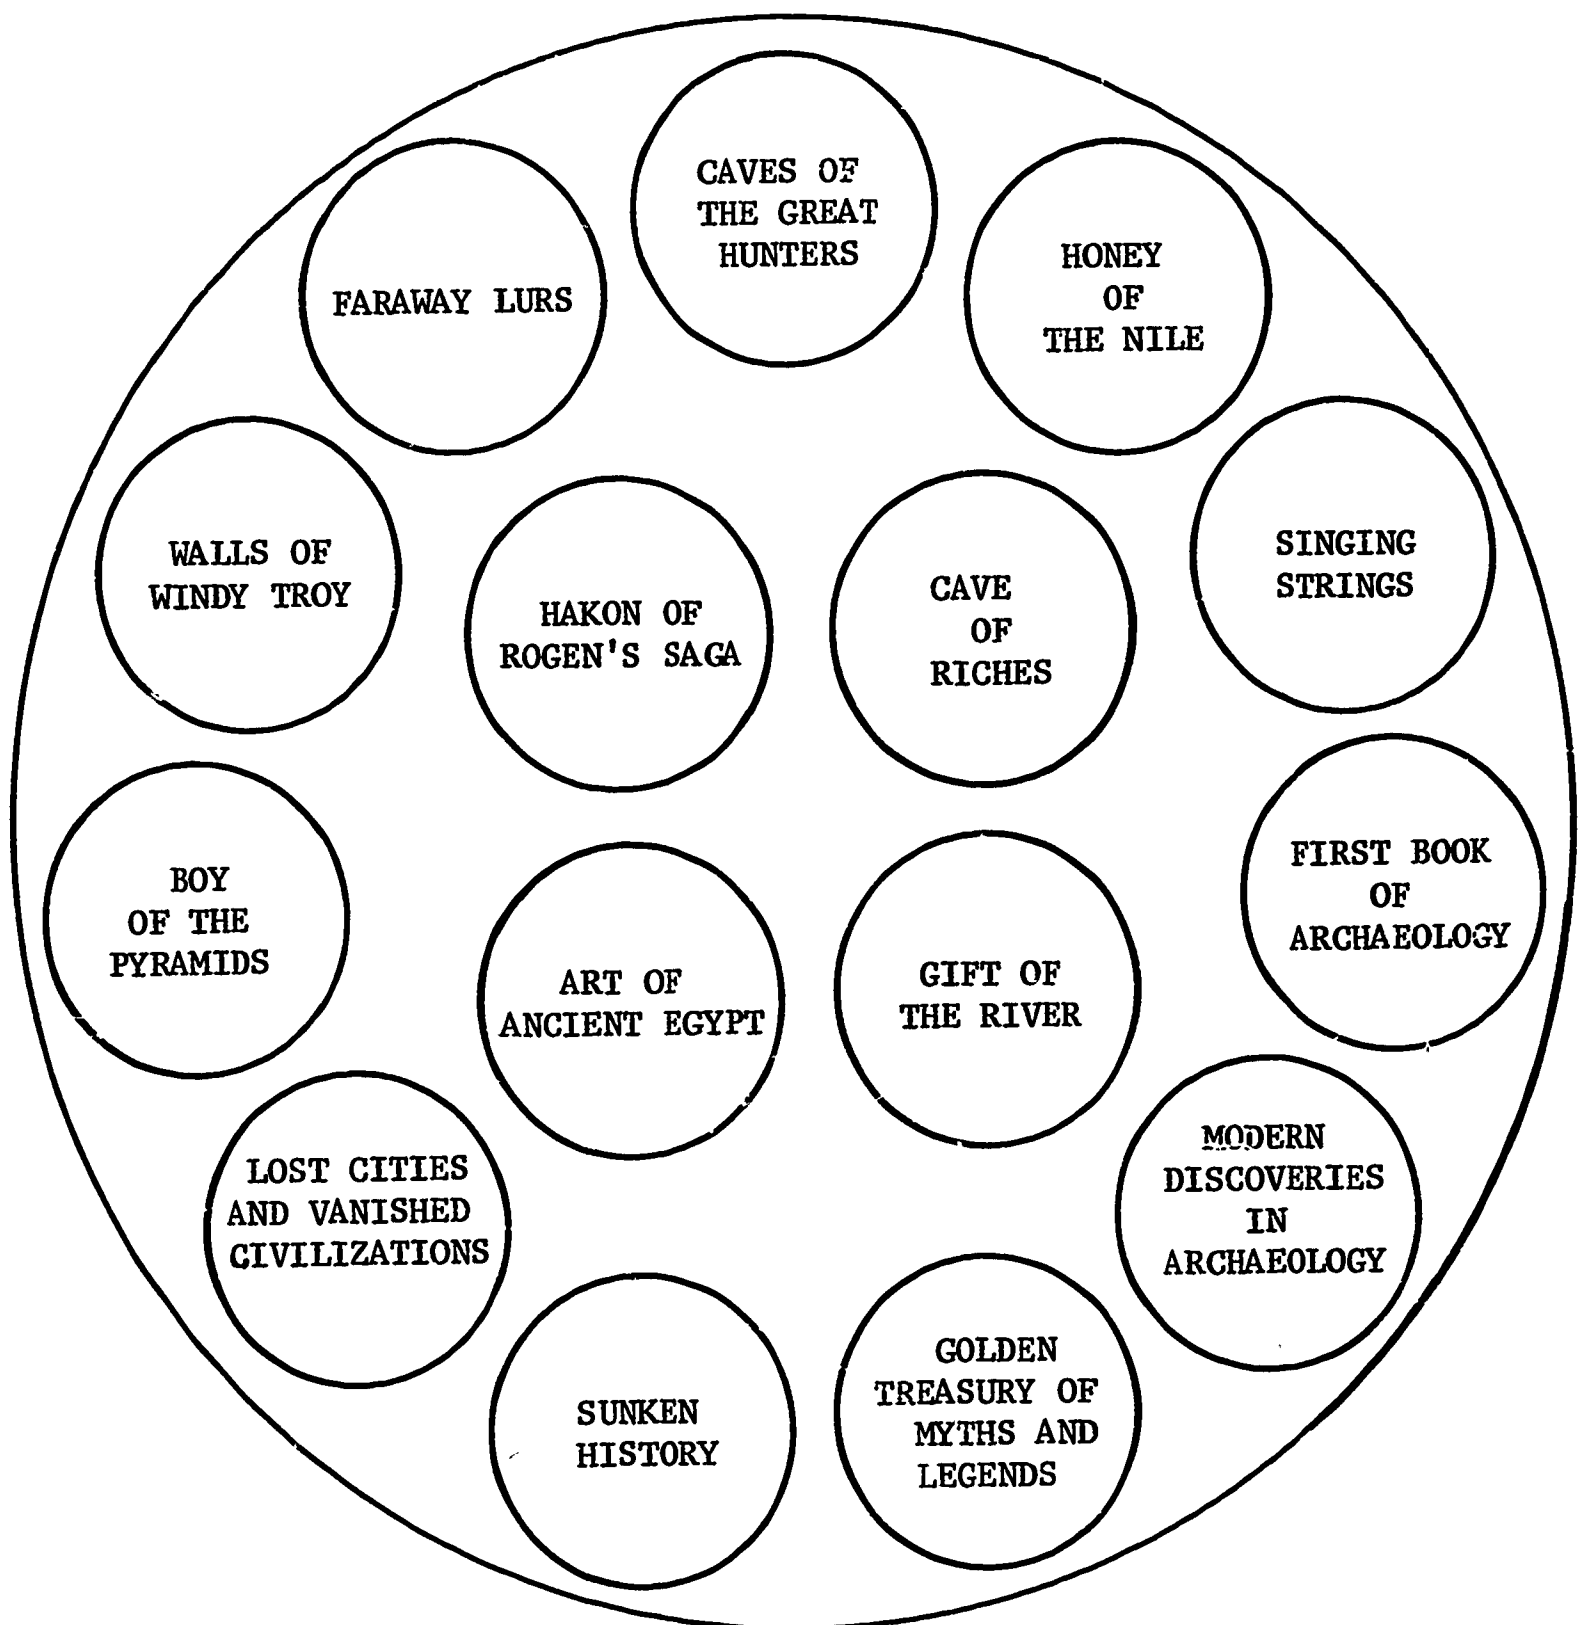 CAVES OF
THE GREAT
HUNTERS
FARAWAY LURS
HONEY
OF
THE NILE
WALLS OF
WINDY TROY
HAKON OF
ROGEN'S SAGA
CAVE
OF
RICHES
SINGING
STRINGS
BOY
OF THE
PYRAMIDS
ART OF
ANCIENT EGYPT
GIFT OF
THE RIVER
FIRST BOOK
OF
ARCHAEOLOGY
LOST CITIES
AND VANISHED
CIVILIZATIONS
MODERN
DISCOVERIES
IN
ARCHAEOLOGY
SUNKEN
HISTORY
GOLDEN
TREASURY OF
MYTHS AND
LEGENDS